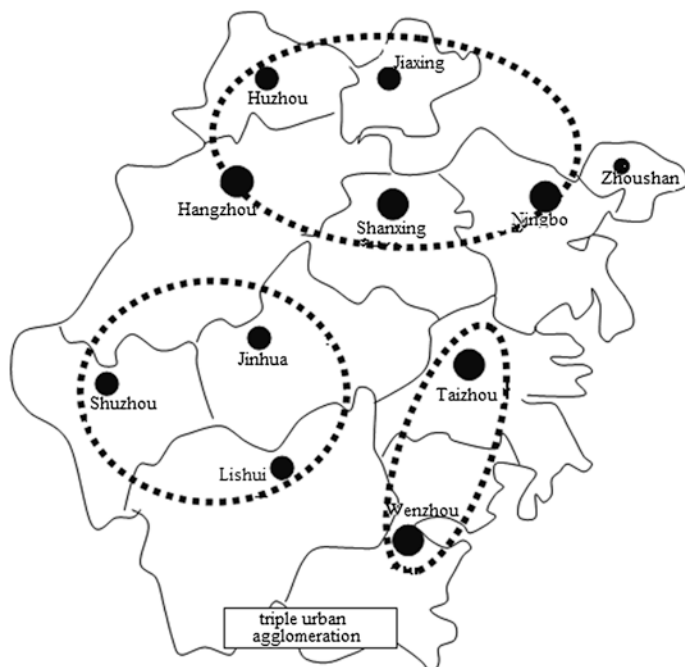 Jiaxing
Huzhou
Zhoushan
Hangzhou
Shanxing
Ningbo
Jinhua
Taizhou
Shuzhou
Lishui
Wenzhou
triple urban
agglomeration